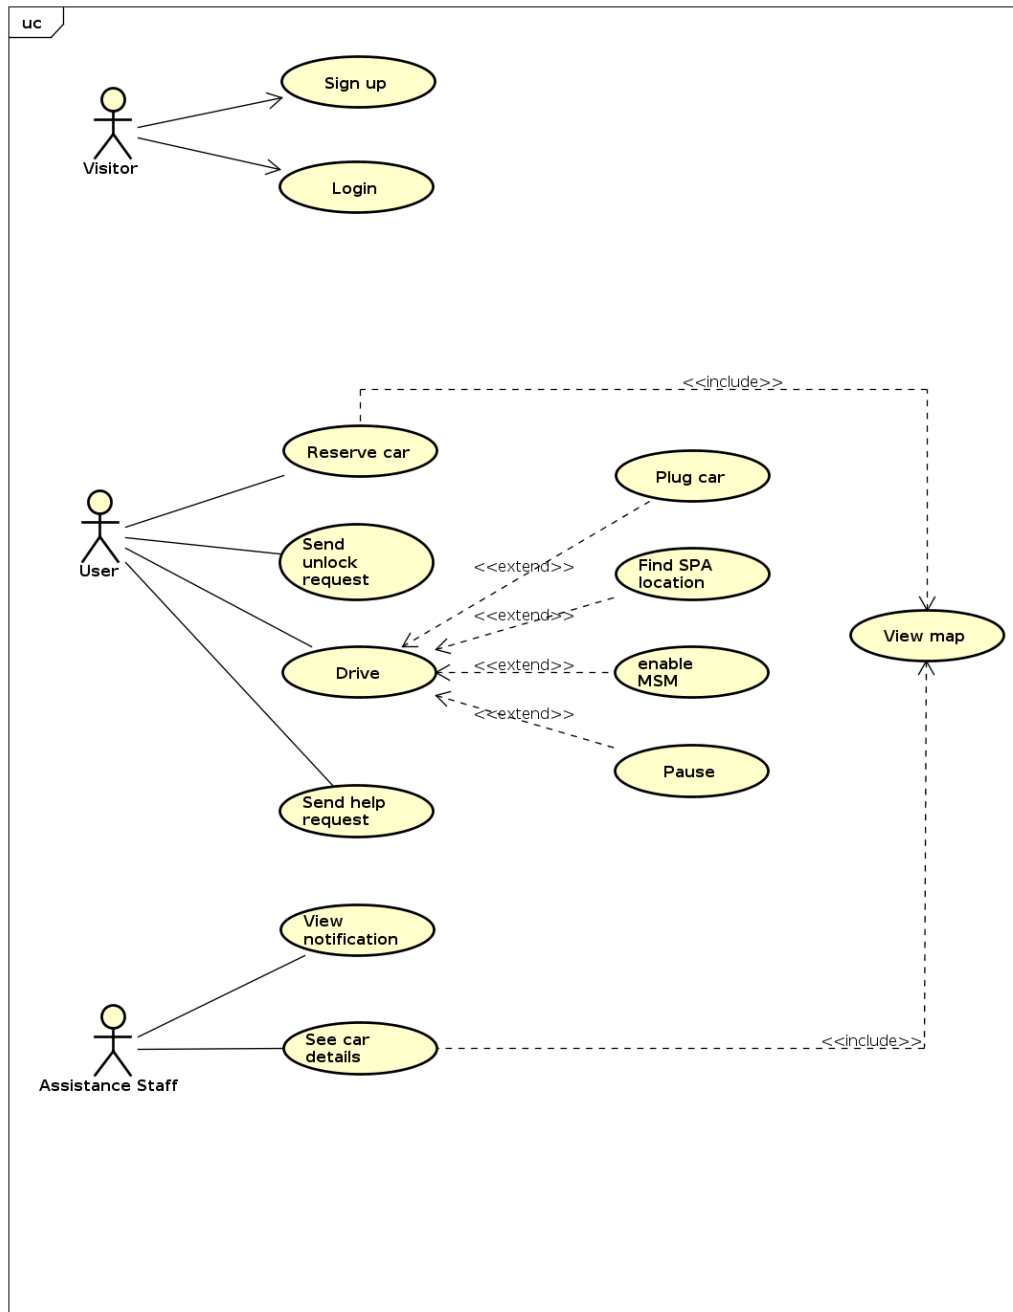 uc
Sign up
Visitor
Login
<<include>>
Reserve car
Plug car
User
Send
unlock
request
<<extend>>
Find SPA
location
<<extend>>
View map
Drive
<<extend>>
enable
MSM
<<extend>>
Pause
Send help
request
View
notification
Assistance Staff
See car
details
<<include>>